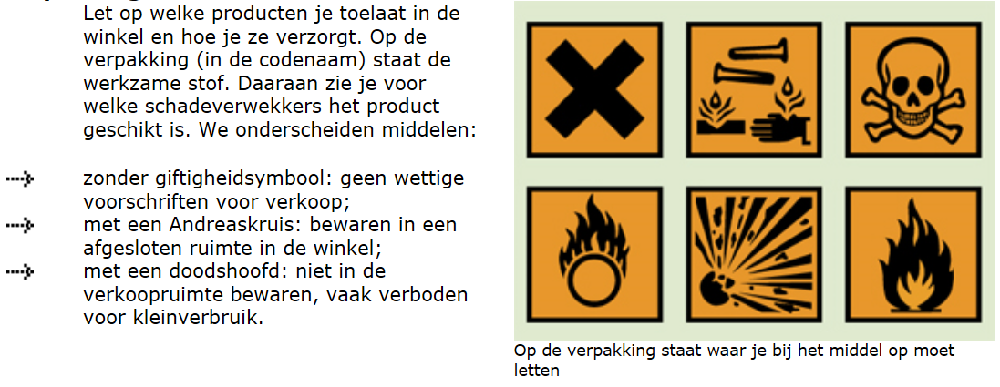 Let op welke producten je toelaat in de
winkel en hoe je ze verzorgt. Op de
verpakking (in de codenaam) staat de
werkzame stof. Daaraan zie je voor
welke schadeverwekkers het product
geschikt is. We onderscheiden middelen:
zonder giftigheidsymbool: geen wettige
voorschriften voor verkoop;
met een Andreaskruis: bewaren in een
afgesloten ruimte in de winkel;
met een doodshoofd: niet in de
verkoopruimte bewaren, vaak verboden
voor kleinverbruik.
Op de verpakking staat waar je bij het middel op moet
letten